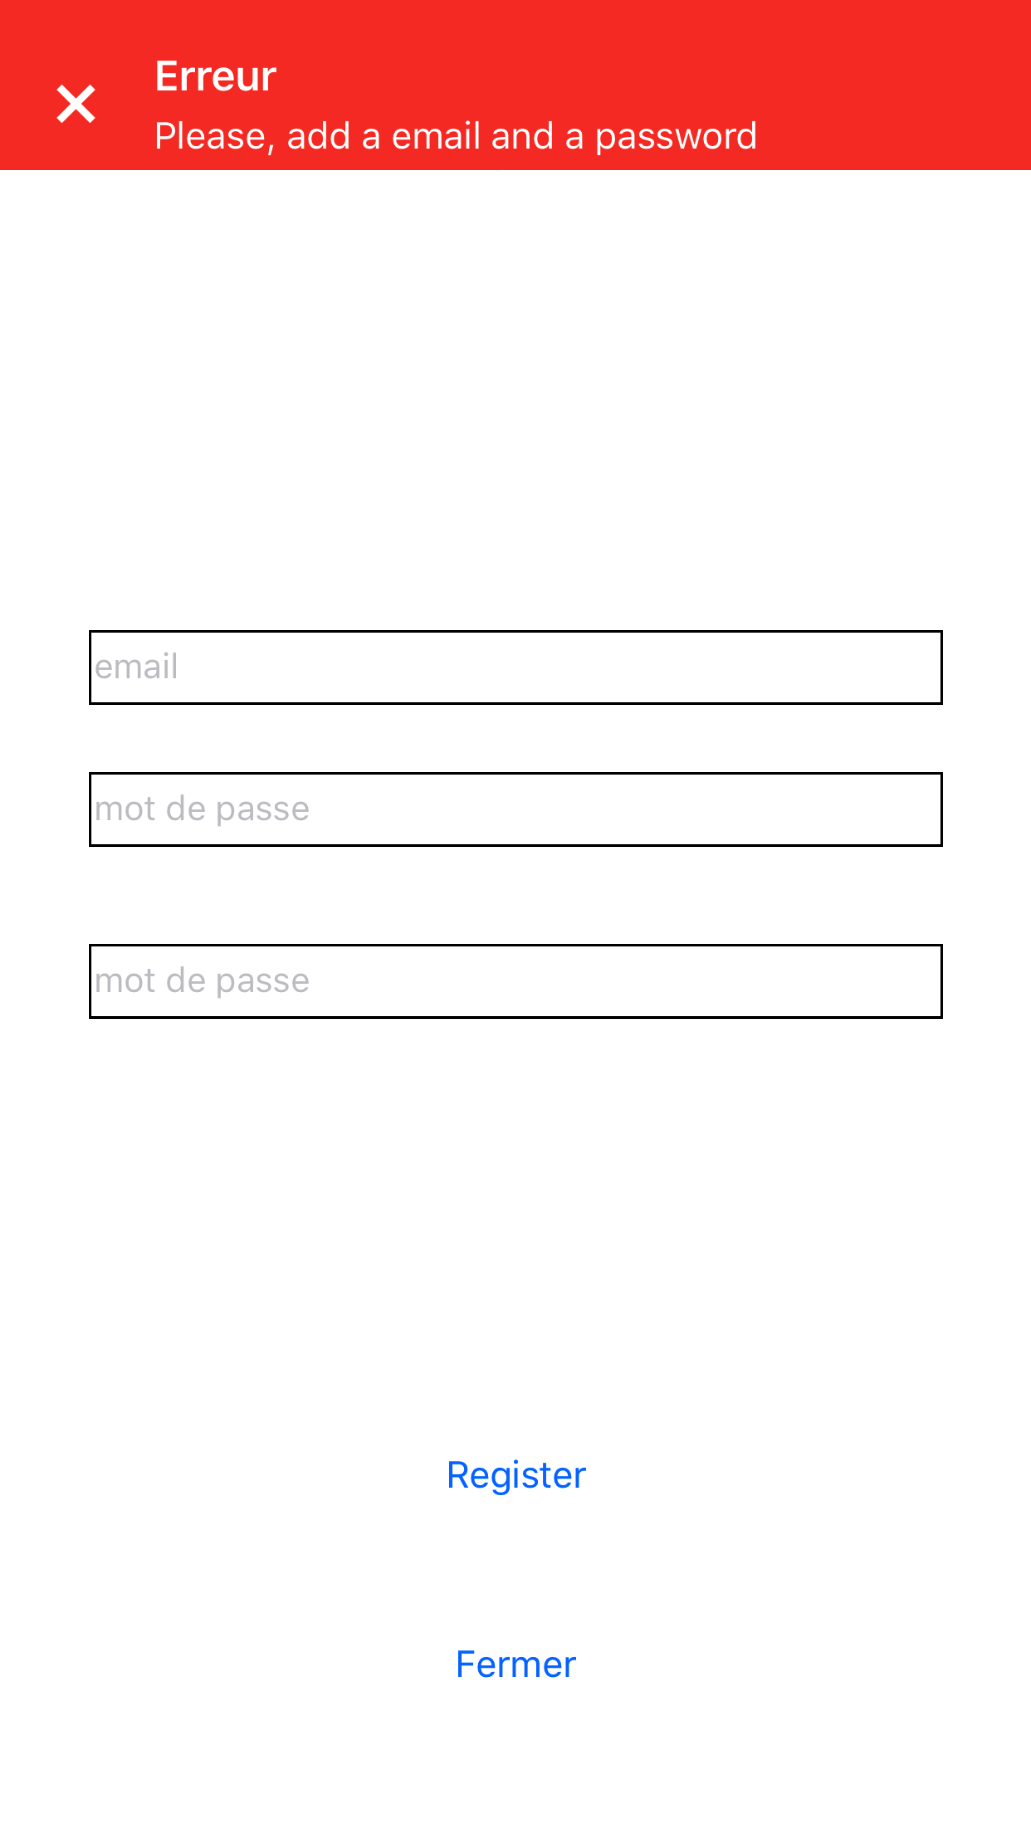 Erreur
Please, add a email and a password
email
mot de passe
mot de passe
Register
Fermer